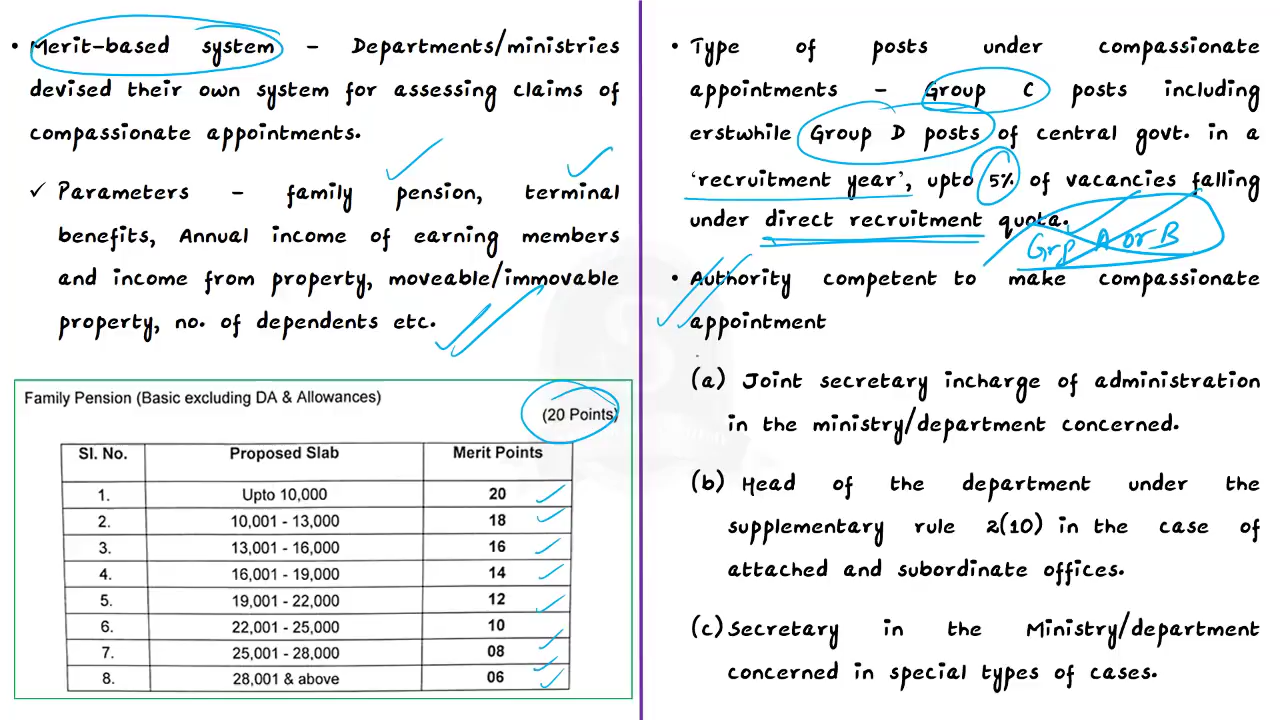 • Merit-based system - Departments/ministries
devised their own system for assessing claims of
compassionate appointments.
✓ Parameters - family pension, terminal
benefits, Annual income of earning members
and income from property, moveable/immovable
property, no. of dependents etc.
Family Pension (Basic excluding DA & Allowances)
(20 Points)
Sl. No. Proposed Slab Merit Points
1. Upto 10,000 20
2. 10,001 - 13,000 18
3. 13,001 - 16,000 16
4. 16,001 - 19,000 14
5. 19,001 - 22,000 12
6. 22,001 - 25,000 10
7. 25,001 - 28,000 08
8. 28,001 & above 06
• Type of posts under compassionate
appointments - Group C posts including
erstwhile Group D posts of central govt. in a
'recruitment year', upto 5% of vacancies falling
under direct recruitment quota.
Grp A or B
• Authority competent to make compassionate
appointment
(a) Joint secretary incharge of administration
in the ministry/department concerned.
(b) Head of the department under the
supplementary rule 2(10) in the case of
attached and subordinate offices.
(c) Secretary in the Ministry/department
concerned in special types of cases.